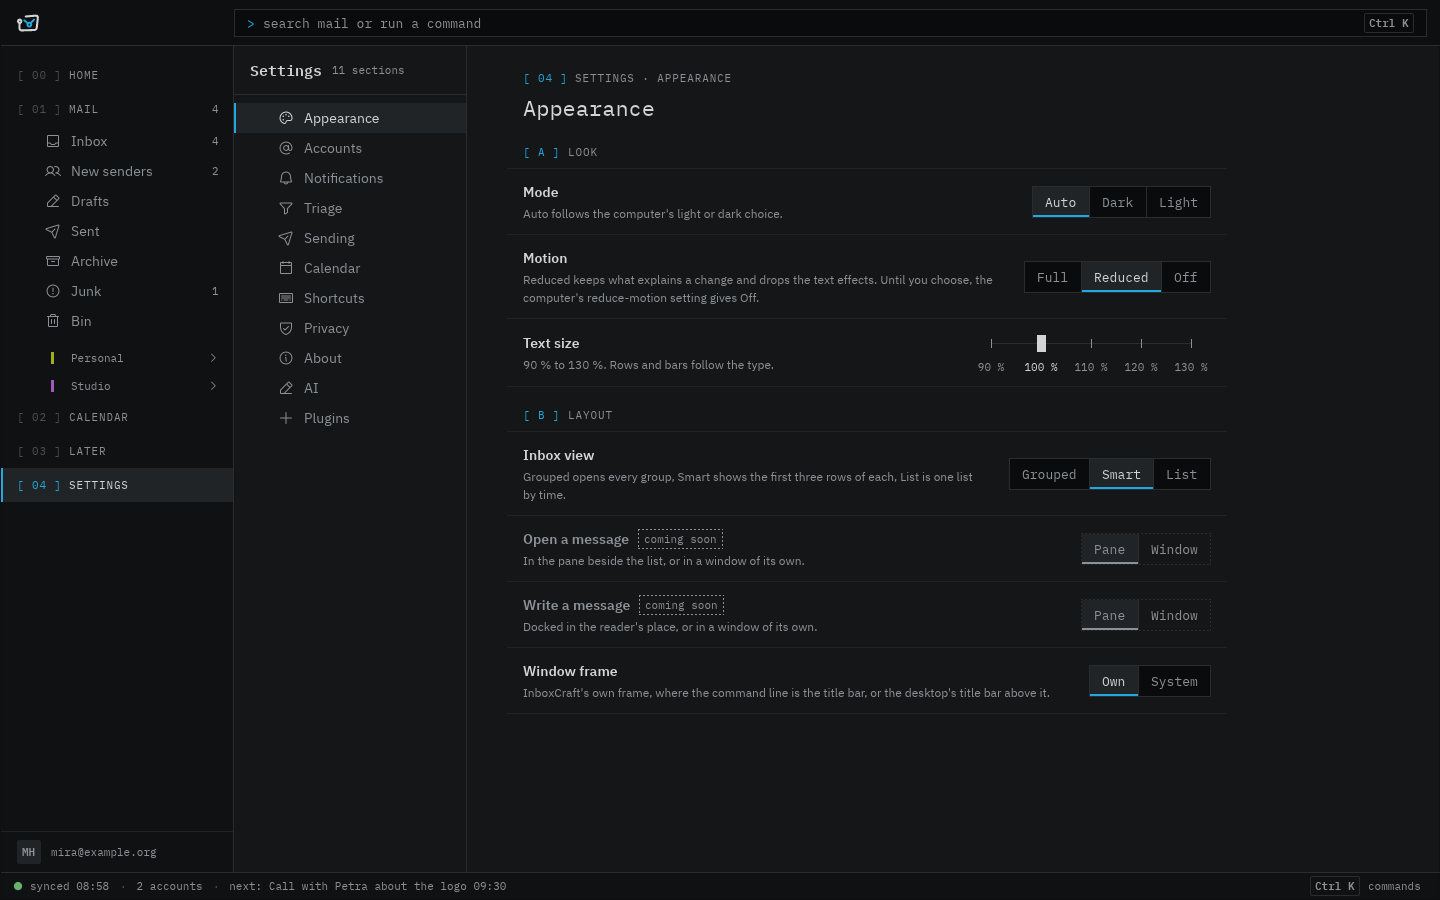 > search mail or run a command
Ctrl K
[ 00 ] HOME
[ 01 ] MAIL 4
Inbox 4
New senders 2
Drafts
Sent
Archive
Junk 1
Bin
Personal
Studio
[ 02 ] CALENDAR
[ 03 ] LATER
[ 04 ] SETTINGS
MH mira@example.org
Settings 11 sections
Appearance
Accounts
Notifications
Triage
Sending
Calendar
Shortcuts
Privacy
About
AI
Plugins
[ 04 ] SETTINGS · APPEARANCE
Appearance
[ A ] LOOK
Mode
Auto follows the computer's light or dark choice.
Auto Dark Light
Motion
Reduced keeps what explains a change and drops the text effects. Until you choose, the
computer's reduce-motion setting gives Off.
Full Reduced Off
Text size
90 % to 130 %. Rows and bars follow the type.
90 % 100 % 110 % 120 % 130 %
[ B ] LAYOUT
Inbox view
Grouped opens every group, Smart shows the first three rows of each, List is one list
by time.
Grouped Smart List
Open a message coming soon
In the pane beside the list, or in a window of its own.
Pane Window
Write a message coming soon
Docked in the reader's place, or in a window of its own.
Pane Window
Window frame
InboxCraft's own frame, where the command line is the title bar, or the desktop's title bar above it.
Own System
synced 08:58 · 2 accounts · next: Call with Petra about the logo 09:30
Ctrl K commands